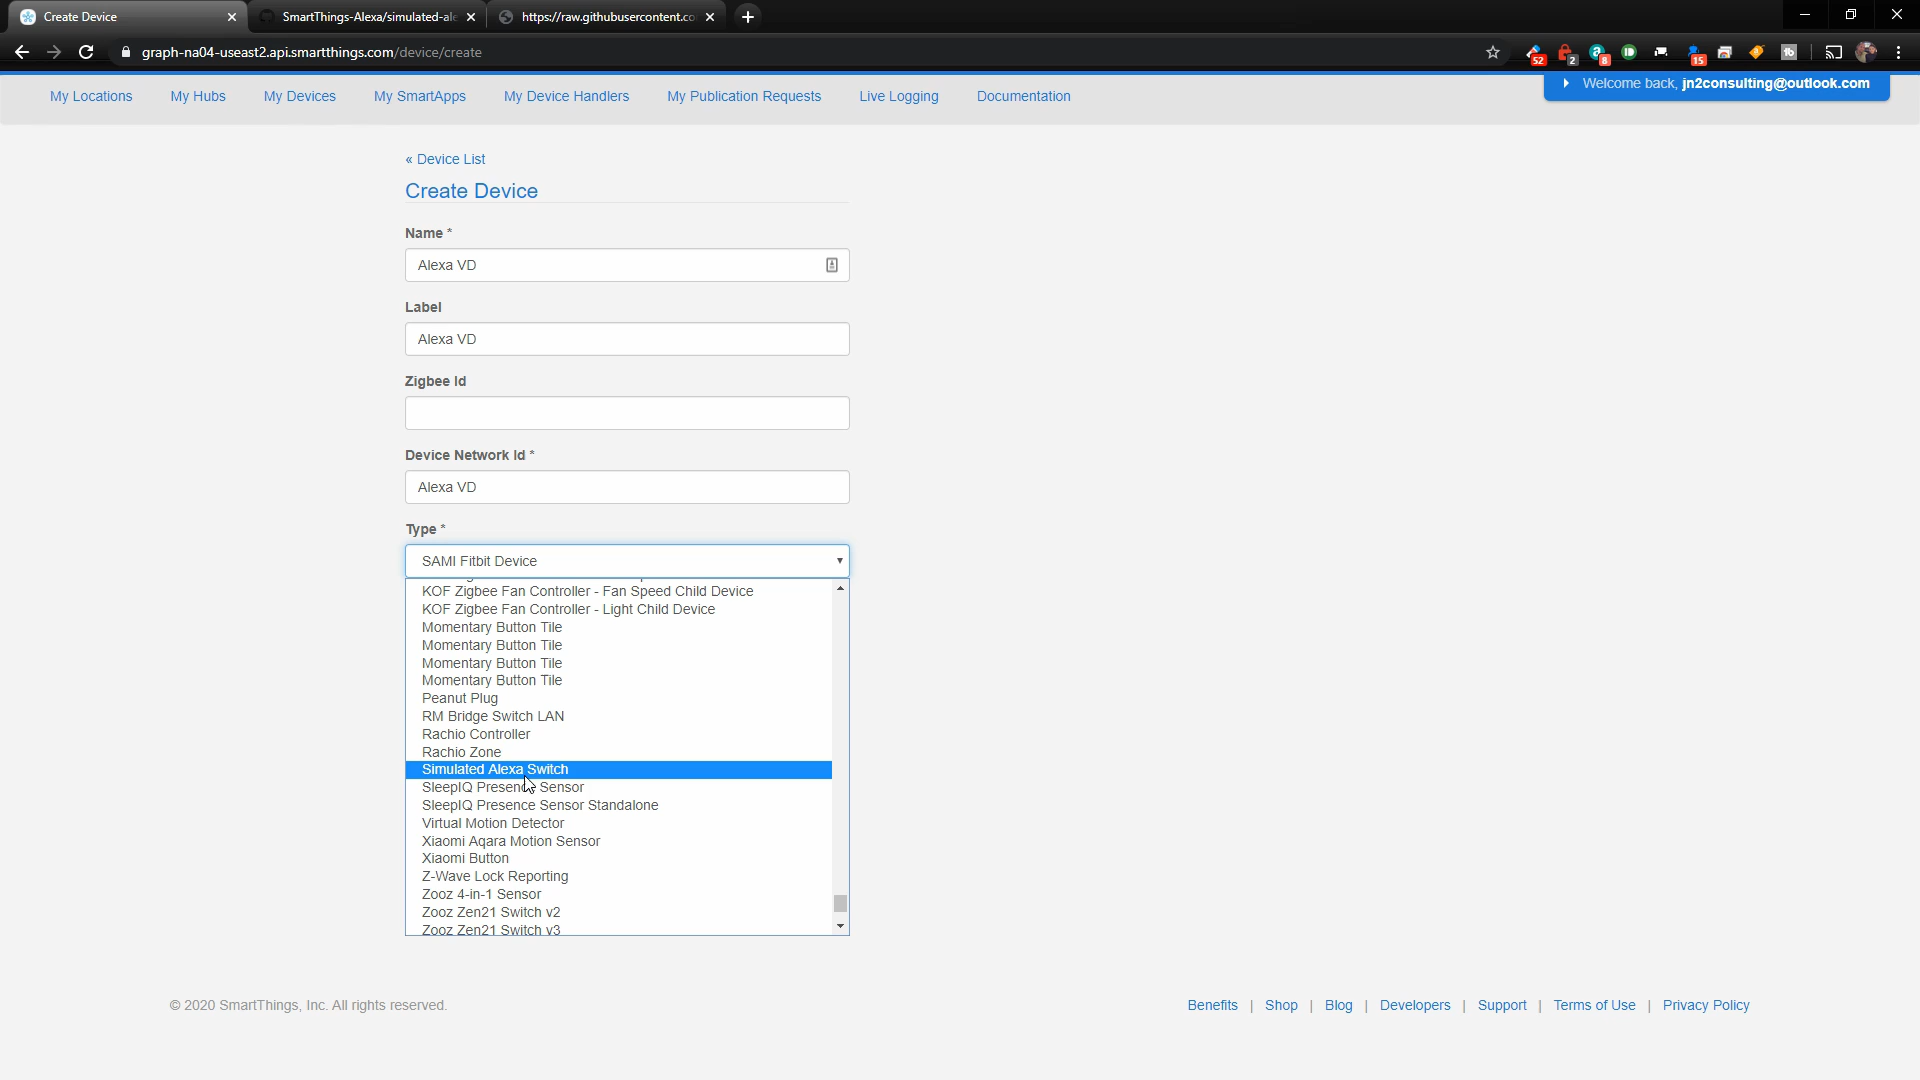 Create Device
SmartThings-Alexa/simulated-ale
https://raw.githubusercontent.co
graph-na04-useast2.api.smartthings.com/device/create
52
2
8
15
My Locations
My Hubs
My Devices
My SmartApps
My Device Handlers
My Publication Requests
Live Logging
Documentation
Welcome back, jn2consulting@outlook.com
« Device List
Create Device
Name *
Alexa VD
Label
Alexa VD
Zigbee Id
Device Network Id *
Alexa VD
Type *
SAMI Fitbit Device
KOF Zigbee Fan Controller - Fan Speed Child Device
KOF Zigbee Fan Controller - Light Child Device
Momentary Button Tile
Momentary Button Tile
Momentary Button Tile
Momentary Button Tile
Peanut Plug
RM Bridge Switch LAN
Rachio Controller
Rachio Zone
Simulated Alexa Switch
SleepIQ Presence Sensor
SleepIQ Presence Sensor Standalone
Virtual Motion Detector
Xiaomi Aqara Motion Sensor
Xiaomi Button
Z-Wave Lock Reporting
Zooz 4-in-1 Sensor
Zooz Zen21 Switch v2
Zooz Zen21 Switch v3
© 2020 SmartThings, Inc. All rights reserved.
Benefits | Shop | Blog | Developers | Support | Terms of Use | Privacy Policy